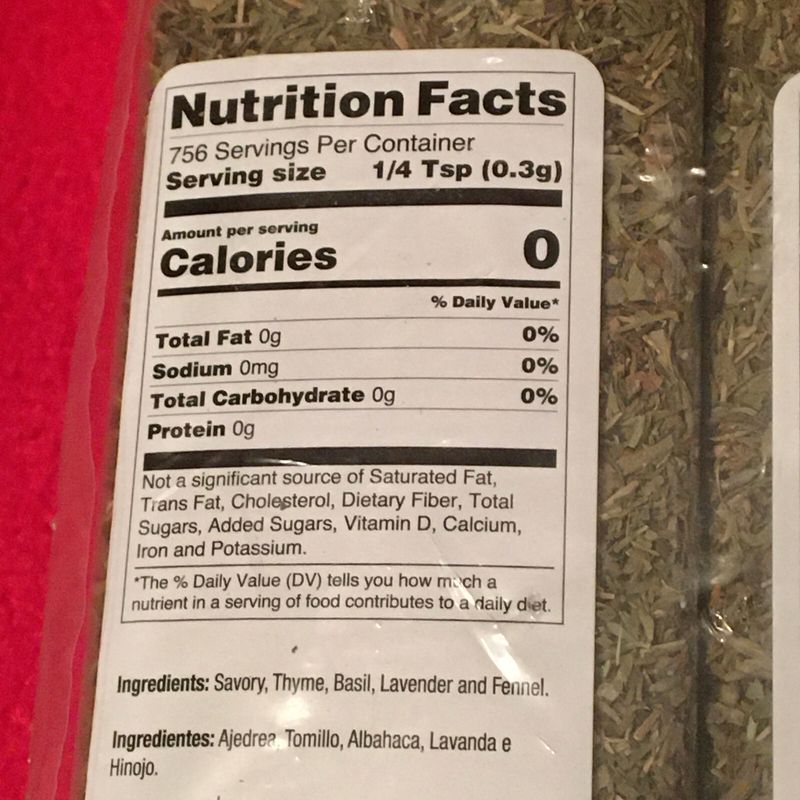 Nutrition Facts
756 Servings Per Container
Serving size 1/4 Tsp (0.3g)
Amount per serving
Calories 0
% Daily Value*
Total Fat 0g 0%
Sodium 0mg 0%
Total Carbohydrate 0g 0%
Protein 0g
Not a significant source of Saturated Fat,
Trans Fat, Cholesterol, Dietary Fiber, Total
Sugars, Added Sugars, Vitamin D, Calcium,
Iron and Potassium.
*The % Daily Value (DV) tells you how much a
nutrient in a serving of food contributes to a daily diet.
Ingredients: Savory, Thyme, Basil, Lavender and Fennel.
Ingredientes: Ajedrea, Tomillo, Albahaca, Lavanda e
Hinojo.